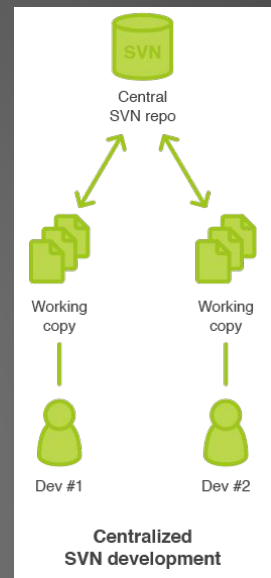 SVN
Central
SVN repo
Working
copy
Working
copy
Dev #1
Dev #2
Centralized
SVN development